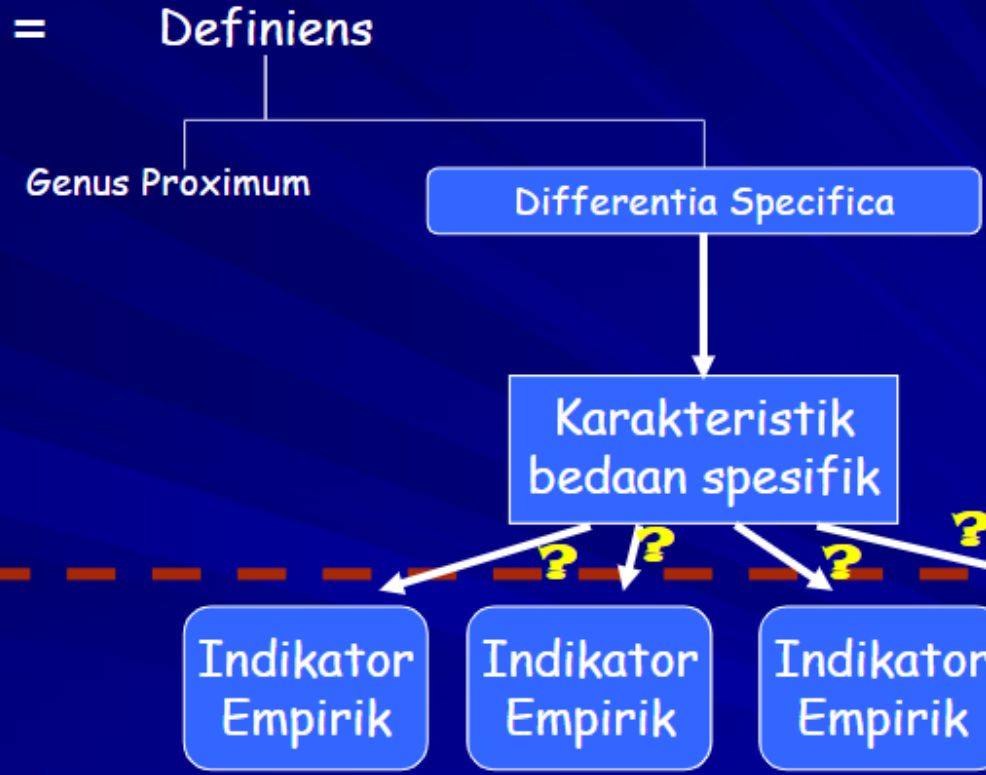 = Definiens
Genus Proximum
Differentia Specifica
Karakteristik
bedaan spesifik
? ? ? ?
Indikator
Empirik
Indikator
Empirik
Indikator
Empirik